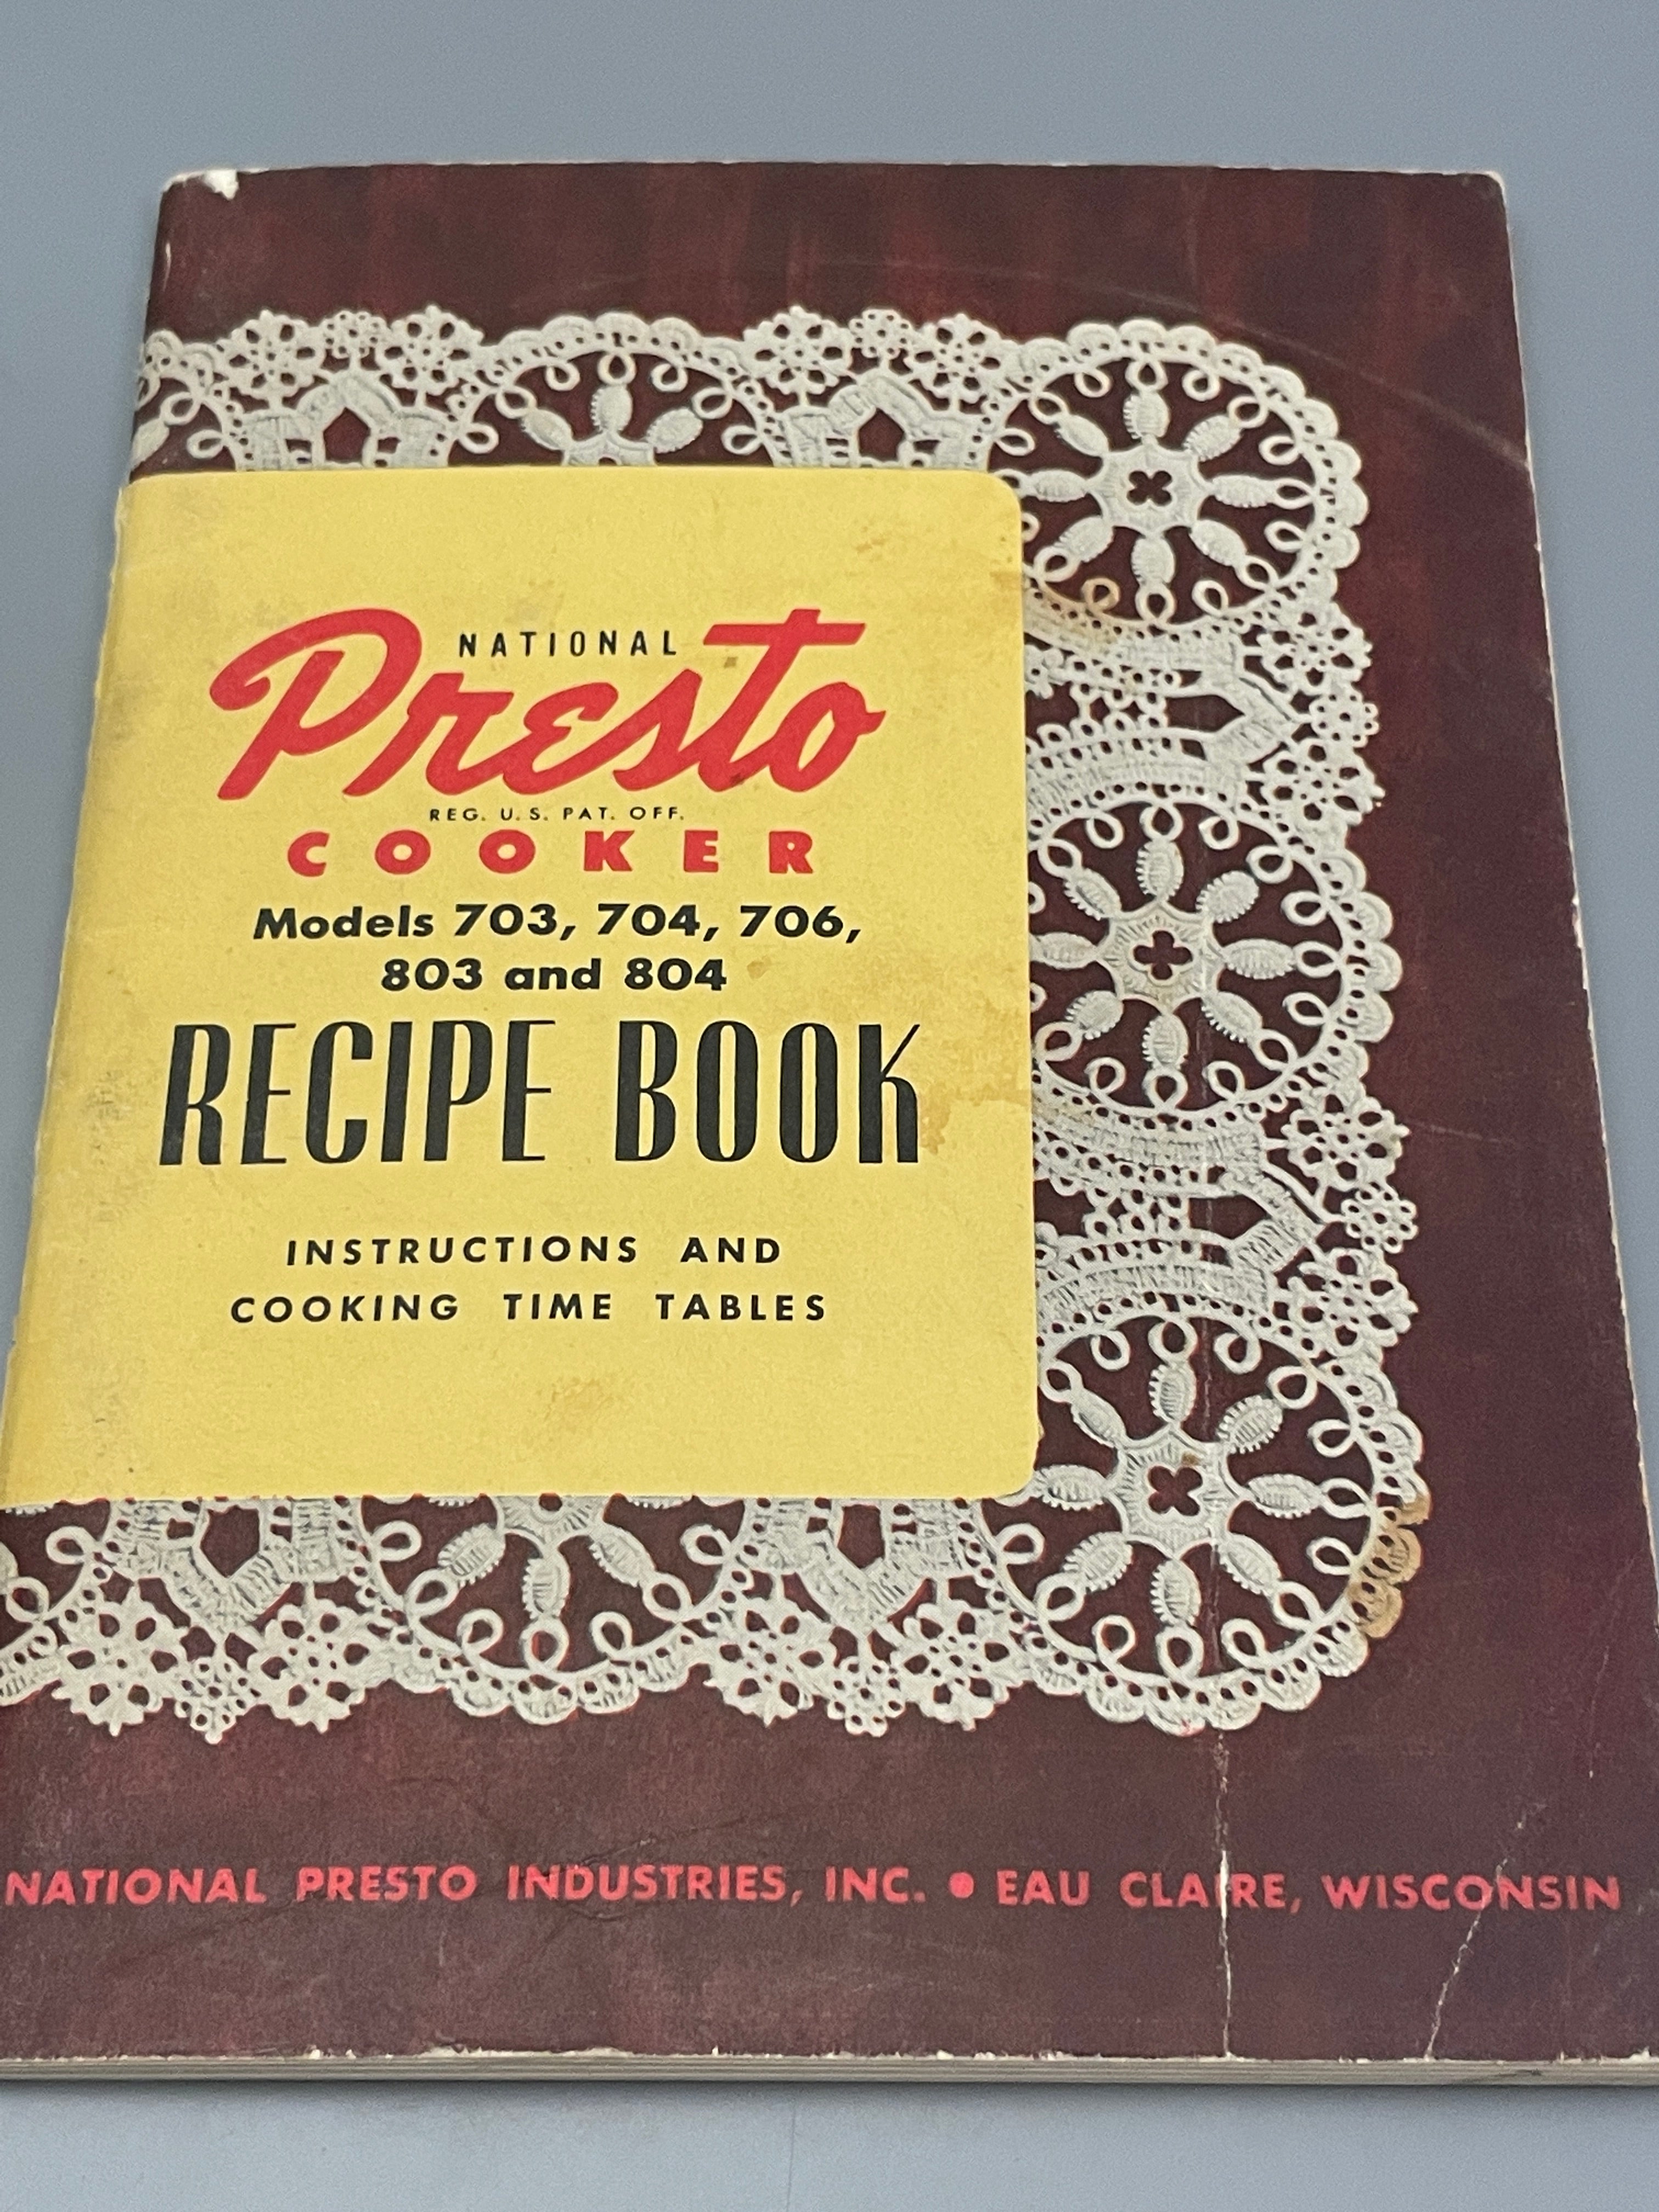 NATIONAL
Presto
REG. U.S. PAT. OFF.
COOKER
Models 703, 704, 706,
803 and 804
RECIPE BOOK
INSTRUCTIONS AND
COOKING TIME TABLES
NATIONAL PRESTO INDUSTRIES, INC. • EAU CLAIRE, WISCONSIN